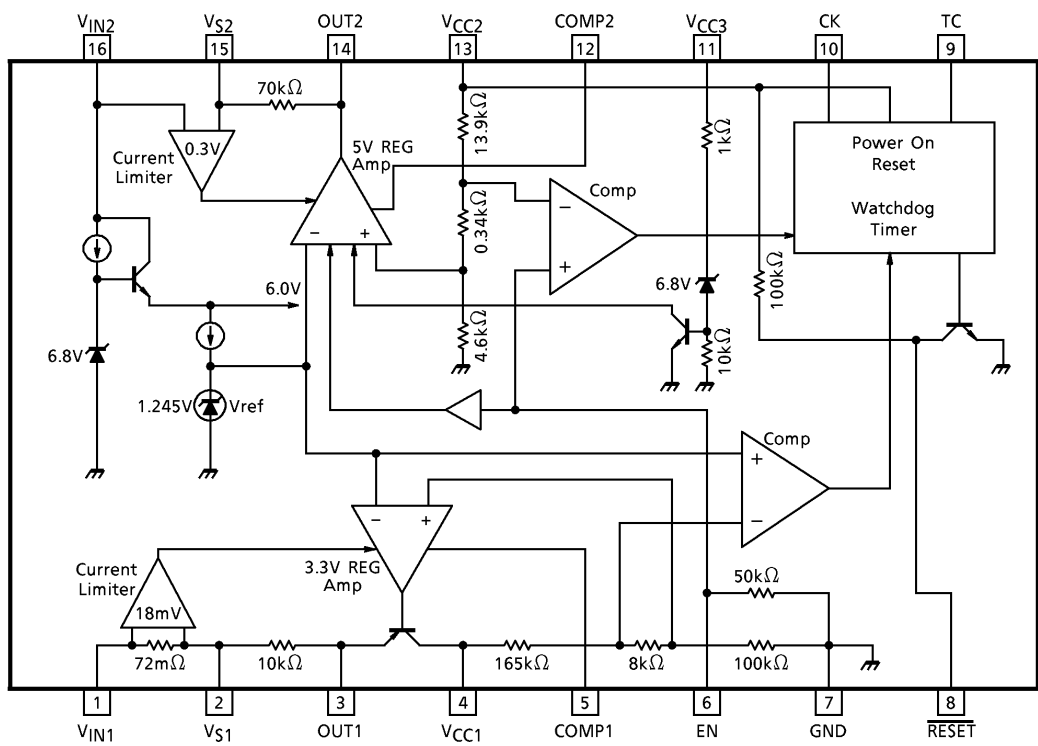 VIN2 VS2 OUT2 VCC2 COMP2 VCC3 CK TC
16 15 14 13 12 11 10 9
70kΩ
13.9kΩ
1kΩ
0.3V
Current
Limiter
5V REG
Amp
Comp
Power On
Reset
Watchdog
Timer
− +
−
+
0.34kΩ
6.8V
100kΩ
6.0V
4.6kΩ
10kΩ
6.8V
1.245V Vref
Comp
+
−
− +
3.3V REG
Amp
Current
Limiter
18mV
50kΩ
72mΩ 10kΩ 165kΩ 8kΩ 100kΩ
1 2 3 4 5 6 7 8
VIN1 VS1 OUT1 VCC1 COMP1 EN GND RESET